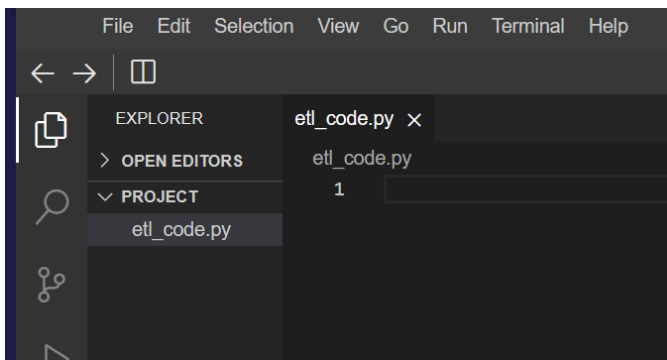 File Edit Selection View Go Run Terminal Help
EXPLORER
OPEN EDITORS
PROJECT
etl_code.py
etl_code.py
etl_code.py
1